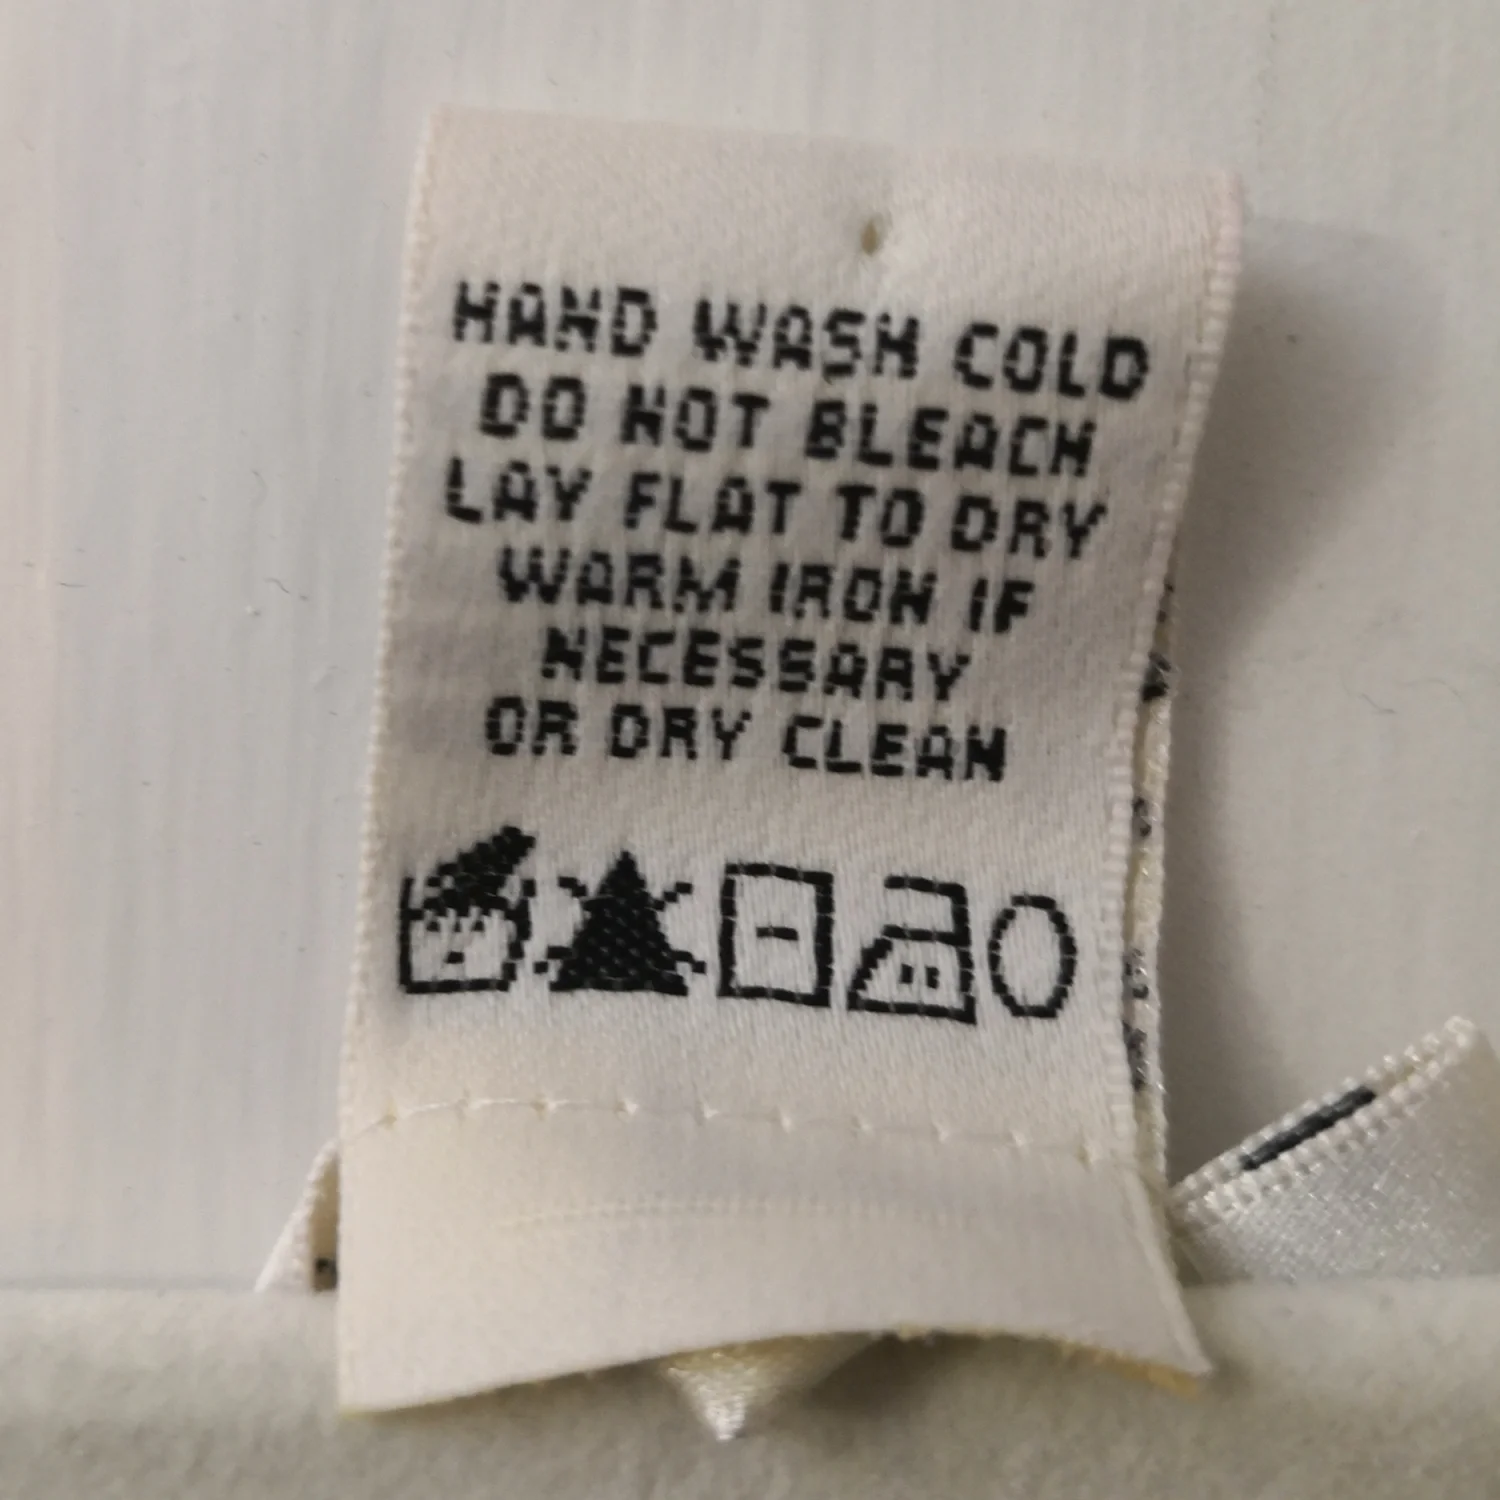 HAND WASH COLD
DO NOT BLEACH
LAY FLAT TO DRY
WARM IRON IF
NECESSARY
OR DRY CLEAN